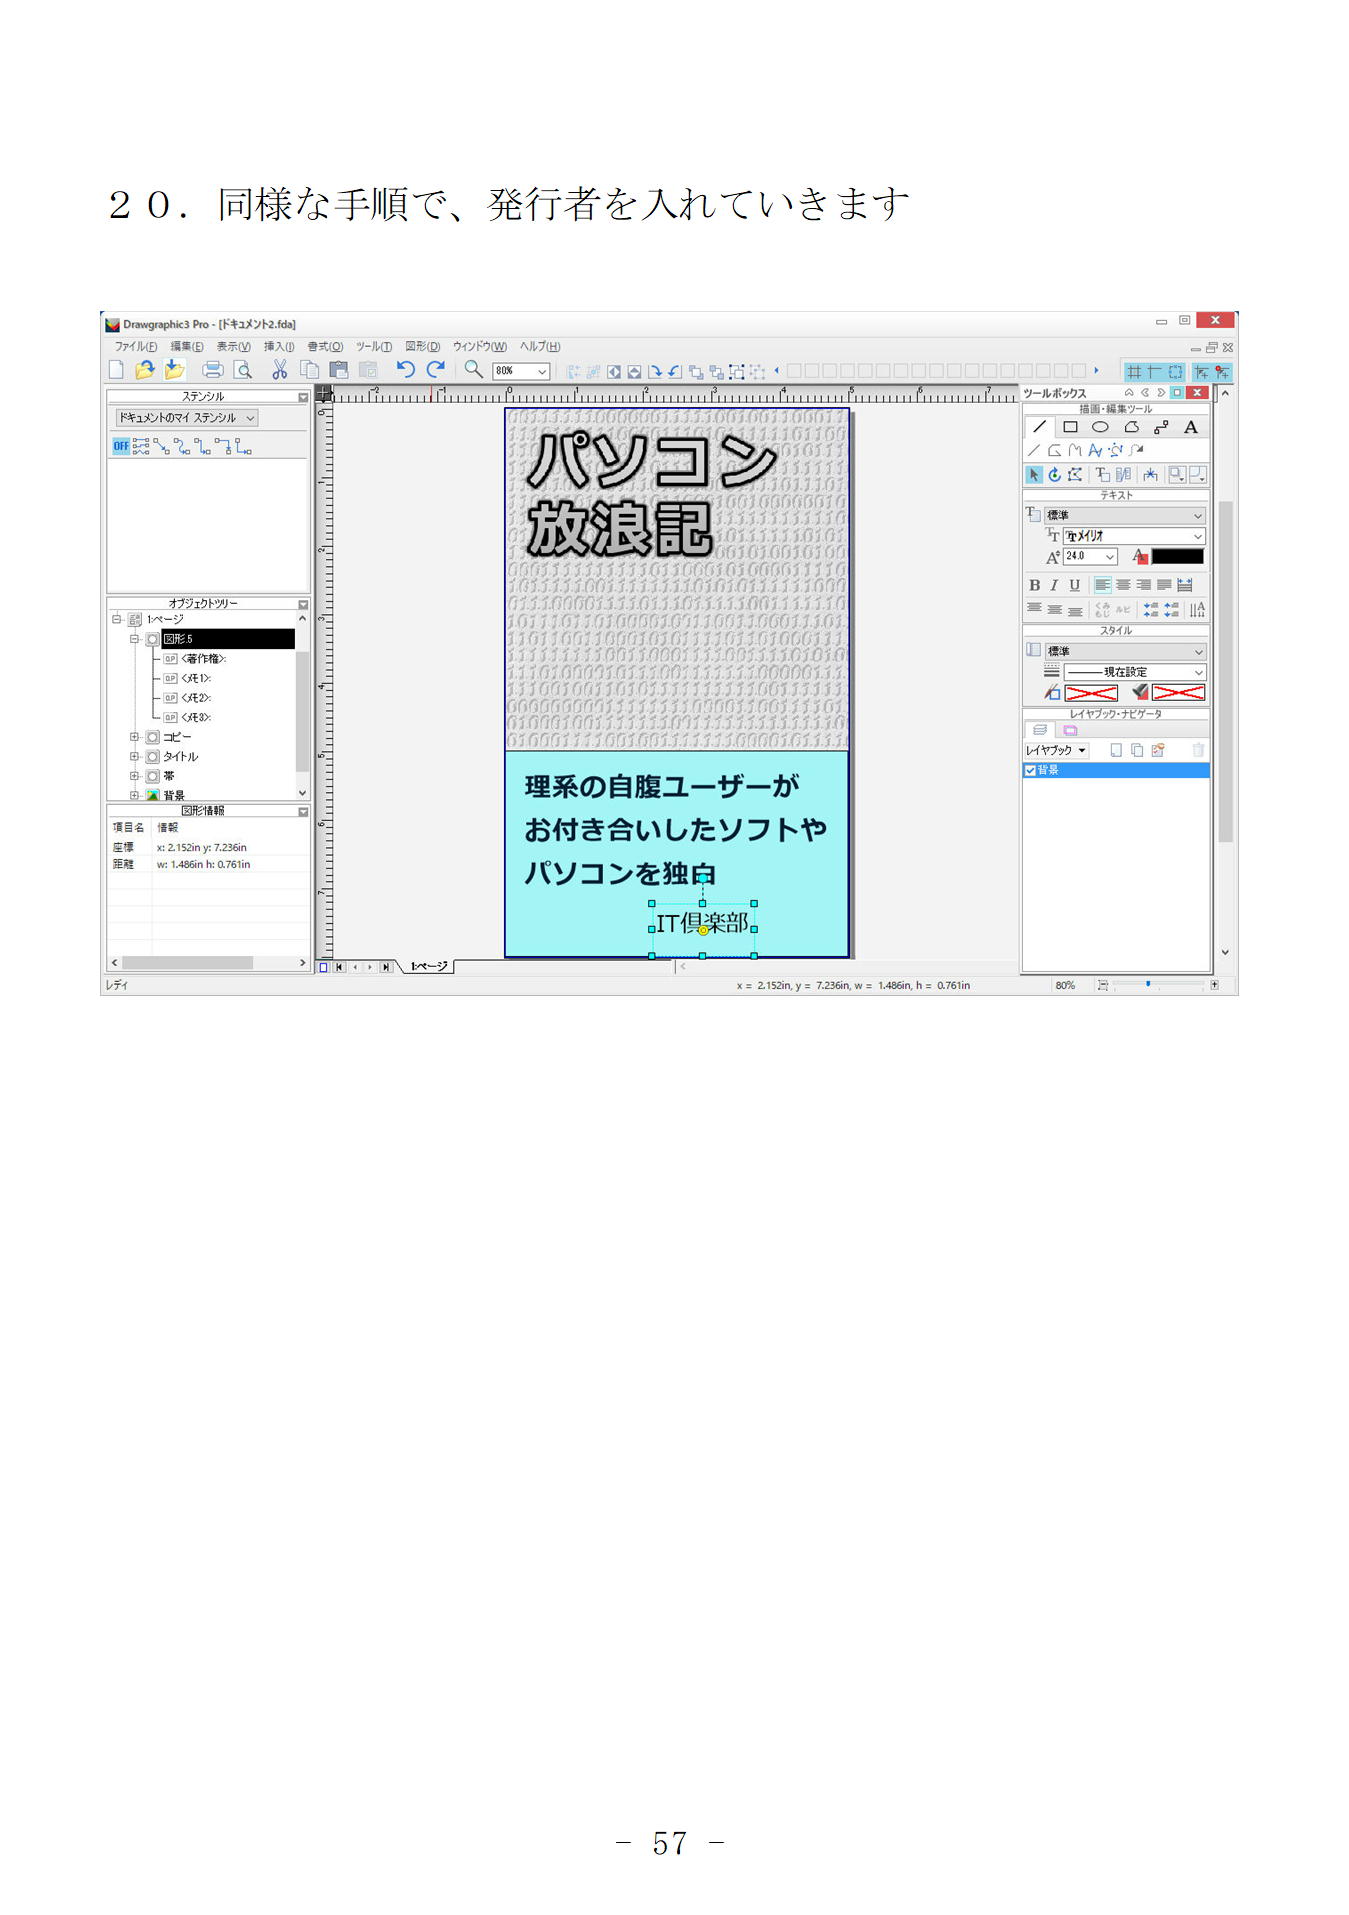 ２０．同様な手順で、発行者を入れていきます
Drawgraphic3 Pro - [ドキュメント2.fda]
ファイル(F) 編集(E) 表示(V) 挿入(I) 書式(O) ツール(T) 図形(D) ウィンドウ(W) ヘルプ(H)
80%
ステンシル
ドキュメントのマイ ステンシル
OFF
オブジェクトツリー
1:ページ
図形.5
<著作権>:
<メモ1>:
<メモ2>:
<メモ3>:
コピー
タイトル
帯
背景
図形情報
項目名 情報
座標 x: 2.152in y: 7.236in
距離 w: 1.486in h: 0.761in
パソコン
放浪記
理系の自腹ユーザーが
お付き合いしたソフトや
パソコンを独白
IT倶楽部
1:ページ
ツールボックス
描画・編集ツール
テキスト
標準
メイリオ
24.0
B I U
スタイル
標準
現在設定
レイヤブック・ナビゲータ
レイヤブック
背景
レディ
x = 2.152in, y = 7.236in, w = 1.486in, h = 0.761in
80%
- 57 -